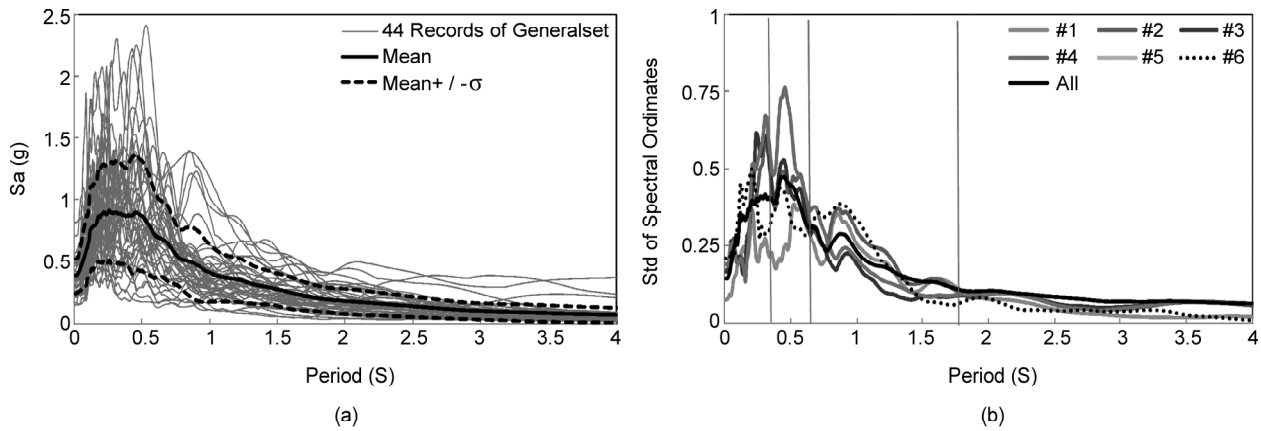 2.5
2
1.5
1
0.5
0
Sa (g)
44 Records of Generalset
Mean
Mean+ / -σ
0 0.5 1 1.5 2 2.5 3 3.5 4
Period (S)
(a)
1
0.75
0.5
0.25
0
Std of Spectral Ordimates
#1 #2 #3
#4 #5 #6
All
0 0.5 1 1.5 2 2.5 3 3.5 4
Period (S)
(b)